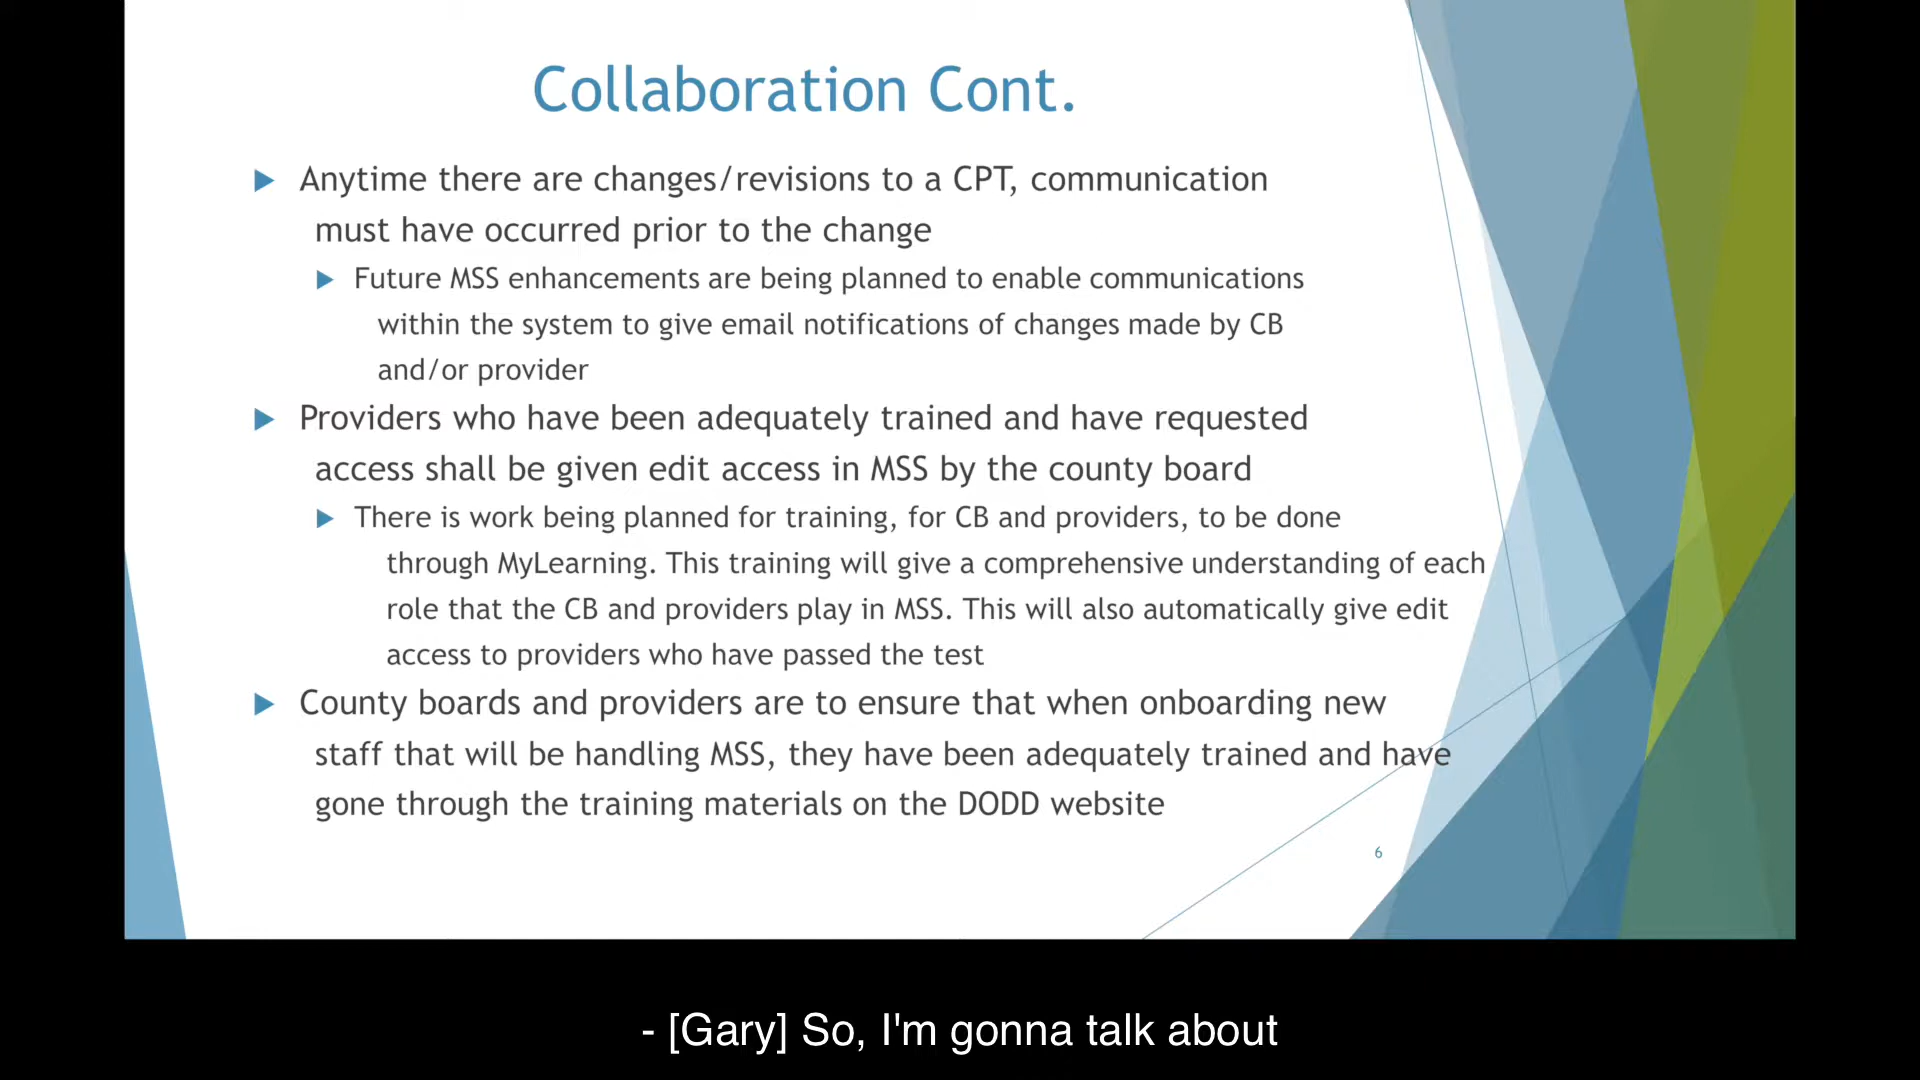 Collaboration Cont.
Anytime there are changes/revisions to a CPT, communication
must have occurred prior to the change
Future MSS enhancements are being planned to enable communications
within the system to give email notifications of changes made by CB
and/or provider
Providers who have been adequately trained and have requested
access shall be given edit access in MSS by the county board
There is work being planned for training, for CB and providers, to be done
through MyLearning. This training will give a comprehensive understanding of each
role that the CB and providers play in MSS. This will also automatically give edit
access to providers who have passed the test
County boards and providers are to ensure that when onboarding new
staff that will be handling MSS, they have been adequately trained and have
gone through the training materials on the DODD website
6
- [Gary] So, I'm gonna talk about